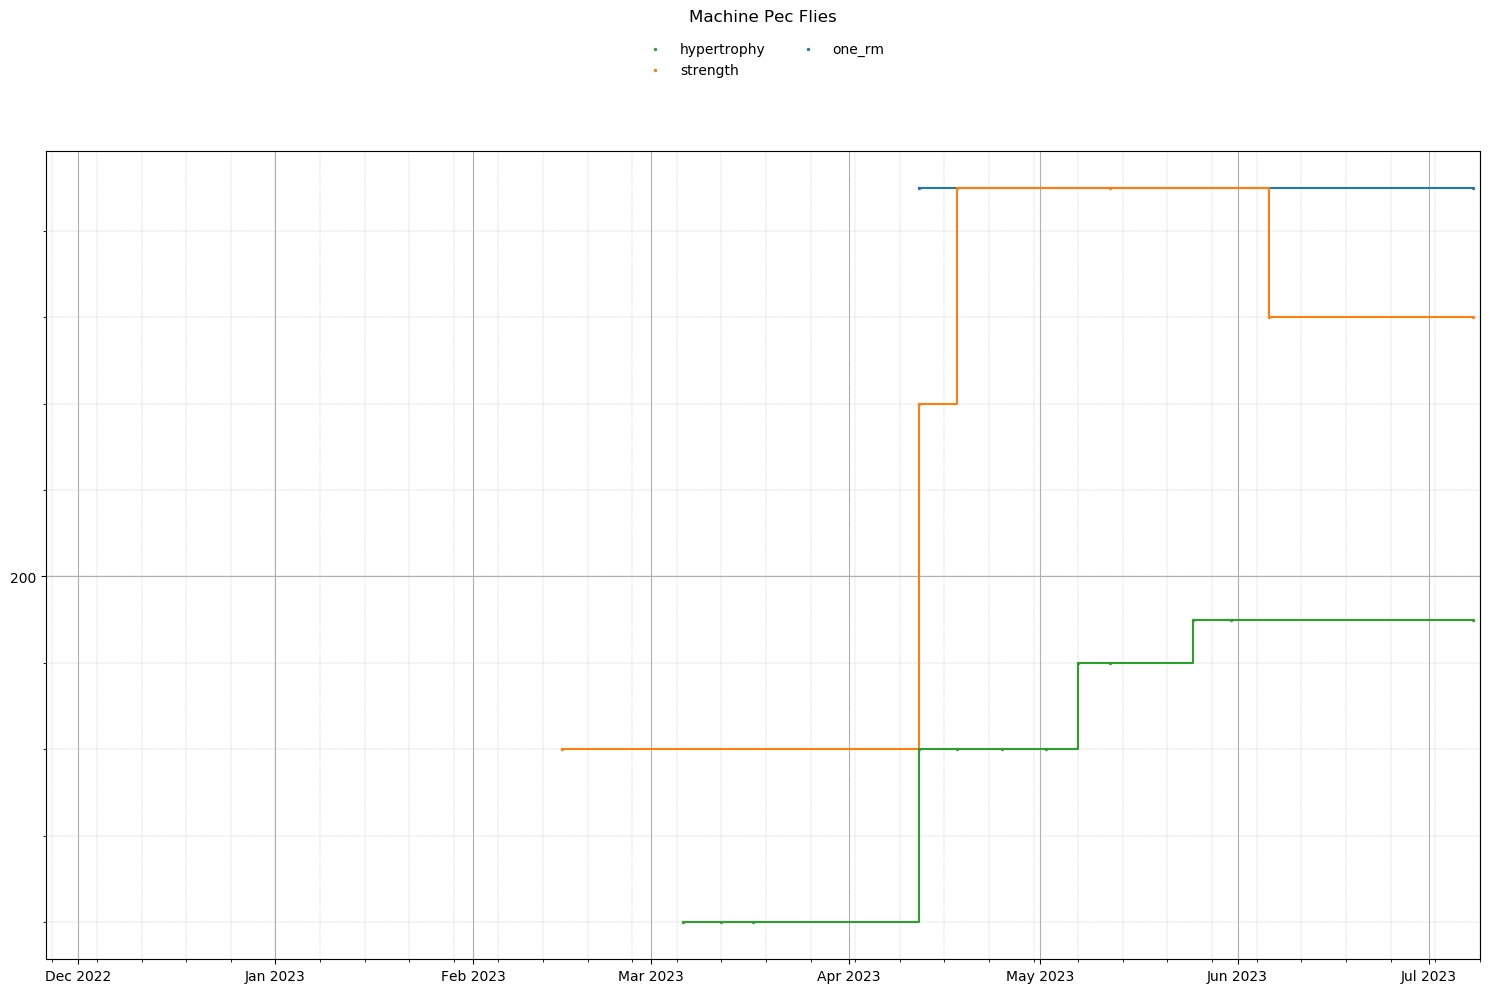 Machine Pec Flies
hypertrophy one_rm
strength
200
Dec 2022 Jan 2023 Feb 2023 Mar 2023 Apr 2023 May 2023 Jun 2023 Jul 2023